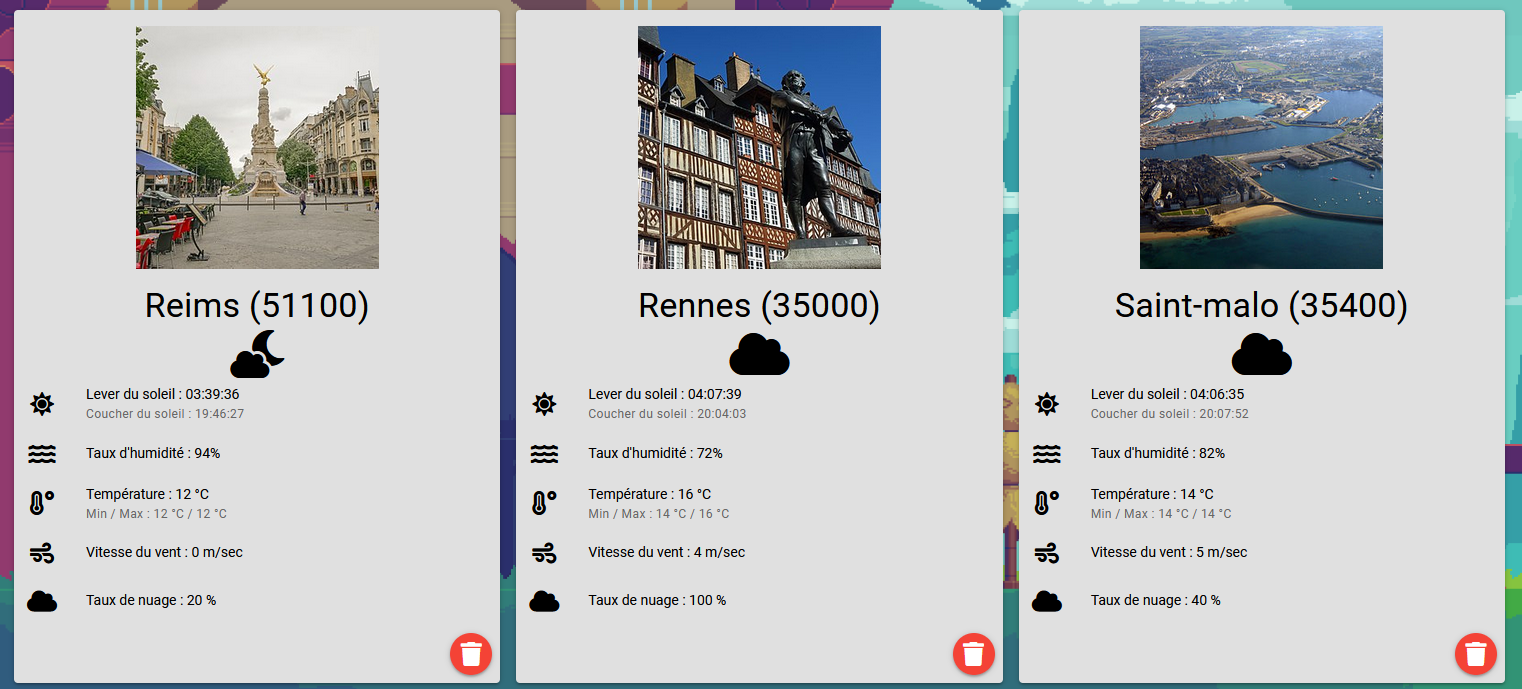 Reims (51100)
Lever du soleil : 03:39:36
Coucher du soleil : 19:46:27
Taux d'humidité : 94%
Température : 12 °C
Min / Max : 12 °C / 12 °C
Vitesse du vent : 0 m/sec
Taux de nuage : 20 %
Rennes (35000)
Lever du soleil : 04:07:39
Coucher du soleil : 20:04:03
Taux d'humidité : 72%
Température : 16 °C
Min / Max : 14 °C / 16 °C
Vitesse du vent : 4 m/sec
Taux de nuage : 100 %
Saint-malo (35400)
Lever du soleil : 04:06:35
Coucher du soleil : 20:07:52
Taux d'humidité : 82%
Température : 14 °C
Min / Max : 14 °C / 14 °C
Vitesse du vent : 5 m/sec
Taux de nuage : 40 %